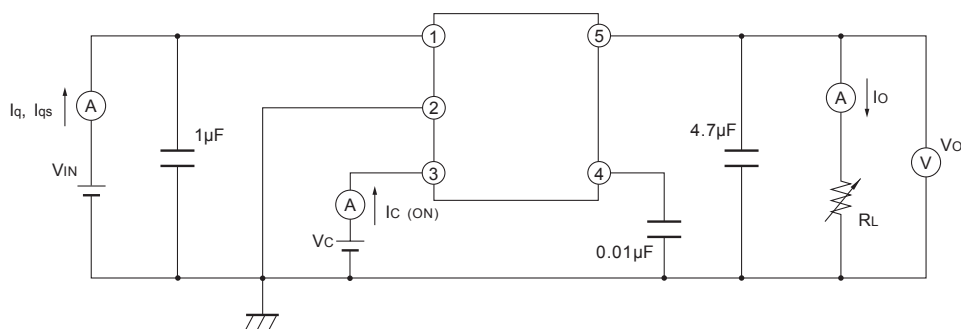 1
5
Iq, Iqs
A
A
IO
2
1µF
4.7µF
VO
V
VIN
3
4
A
IC (ON)
RL
VC
0.01µF